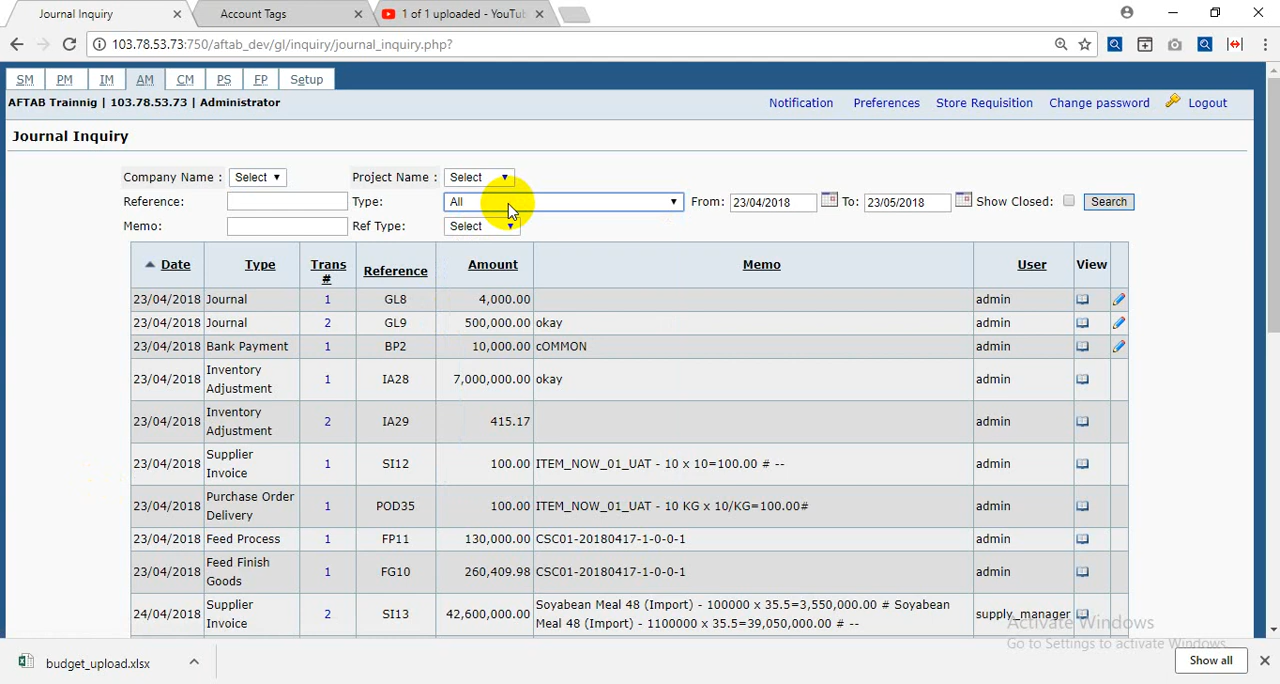 Journal Inquiry
Account Tags
1 of 1 uploaded - YouTub
103.78.53.73:750/aftab_dev/gl/inquiry/journal_inquiry.php?
SM PM IM AM CM PS FP Setup
AFTAB Trainnig | 103.78.53.73 | Administrator
Notification Preferences Store Requisition Change password Logout
Journal Inquiry
Company Name : Select Project Name : Select
Reference: Type: All From: 23/04/2018 To: 23/05/2018 Show Closed: Search
Memo: Ref Type: Select
Date Type Trans # Reference Amount Memo User View
23/04/2018 Journal 1 GL8 4,000.00 admin
23/04/2018 Journal 2 GL9 500,000.00 okay admin
23/04/2018 Bank Payment 1 BP2 10,000.00 cOMMON admin
23/04/2018 Inventory Adjustment 1 IA28 7,000,000.00 okay admin
23/04/2018 Inventory Adjustment 2 IA29 415.17 admin
23/04/2018 Supplier Invoice 1 SI12 100.00 ITEM_NOW_01_UAT - 10 x 10=100.00 # -- admin
23/04/2018 Purchase Order Delivery 1 POD35 100.00 ITEM_NOW_01_UAT - 10 KG x 10/KG=100.00# admin
23/04/2018 Feed Process 1 FP11 130,000.00 CSC01-20180417-1-0-0-1 admin
23/04/2018 Feed Finish Goods 1 FG10 260,409.98 CSC01-20180417-1-0-0-1 admin
24/04/2018 Supplier Invoice 2 SI13 42,600,000.00 Soyabean Meal 48 (Import) - 100000 x 35.5=3,550,000.00 # Soyabean Meal 48 (Import) - 1100000 x 35.5=39,050,000.00 # -- supply_manager
Activate Windows
Go to Settings to activate Windows.
budget_upload.xlsx
Show all